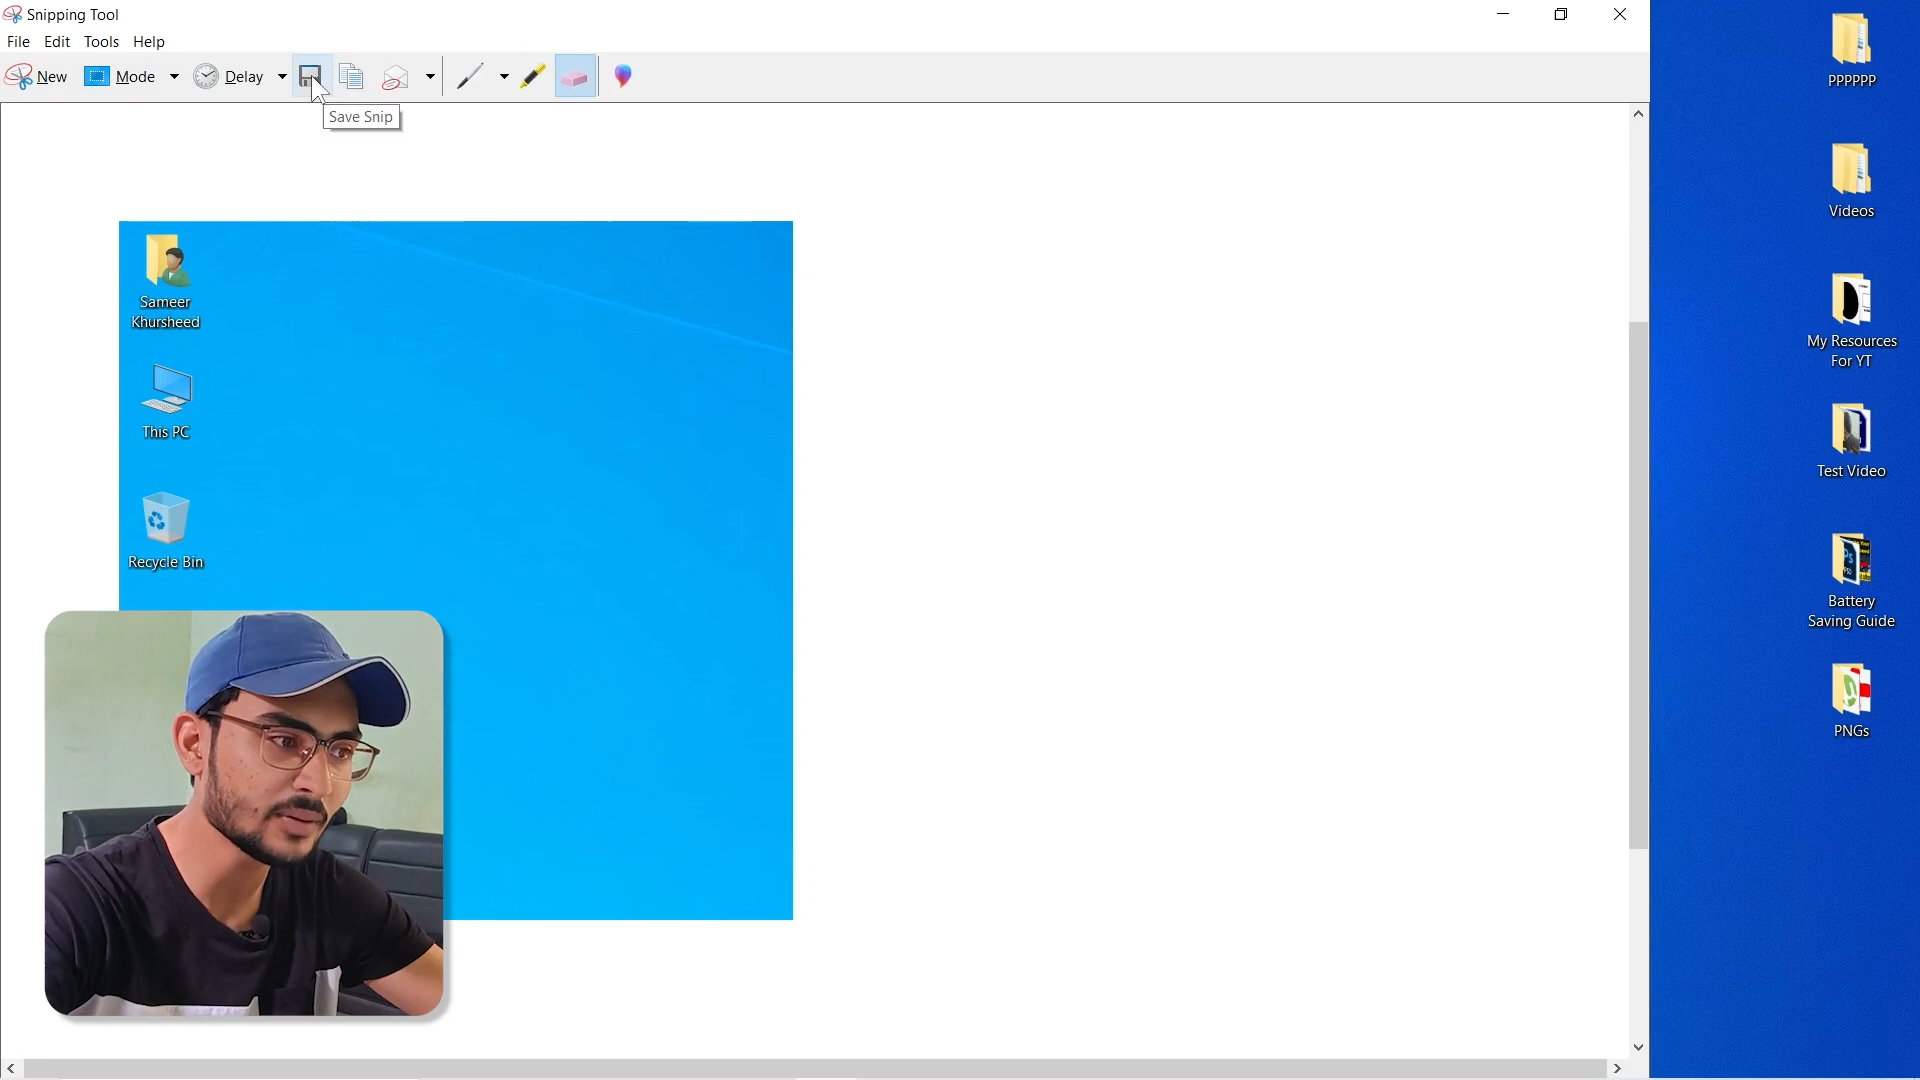 Snipping Tool
File Edit Tools Help
New Mode Delay
Save Snip
Sameer
Khursheed
This PC
Recycle Bin
PPPPPP
Videos
My Resources
For YT
Test Video
Battery
Saving Guide
PNGs